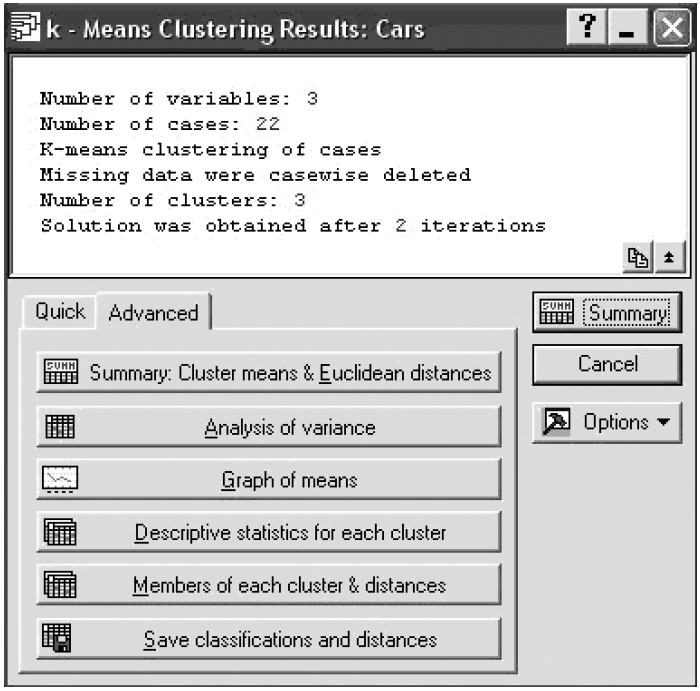 k - Means Clustering Results: Cars
Number of variables: 3
Number of cases: 22
K-means clustering of cases
Missing data were casewise deleted
Number of clusters: 3
Solution was obtained after 2 iterations
Quick
Advanced
SUMM Summary
SUMM Summary: Cluster means & Euclidean distances
Cancel
Analysis of variance
Options
Graph of means
Descriptive statistics for each cluster
Members of each cluster & distances
Save classifications and distances